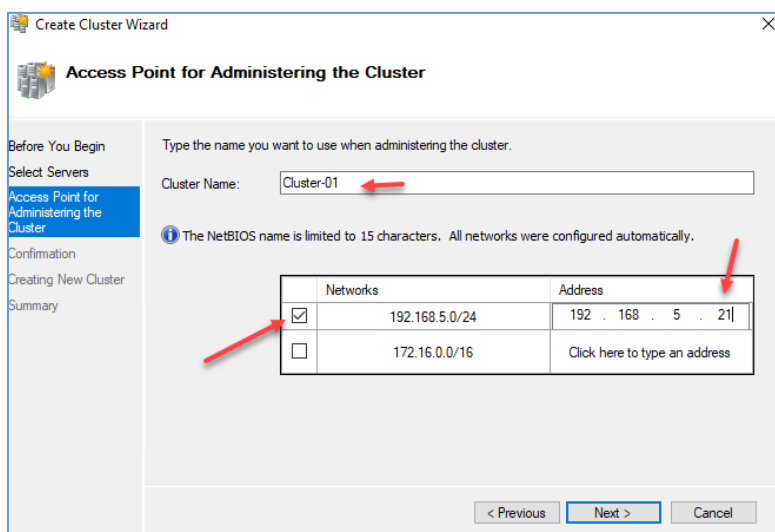 Create Cluster Wizard
Access Point for Administering the Cluster
Before You Begin
Select Servers
Access Point for
Administering the
Cluster
Confirmation
Creating New Cluster
Summary
Type the name you want to use when administering the cluster.
Cluster Name:
Cluster-01
The NetBIOS name is limited to 15 characters. All networks were configured automatically.
Networks Address
192.168.5.0/24 192 . 168 . 5 . 21
172.16.0.0/16 Click here to type an address
< Previous Next > Cancel